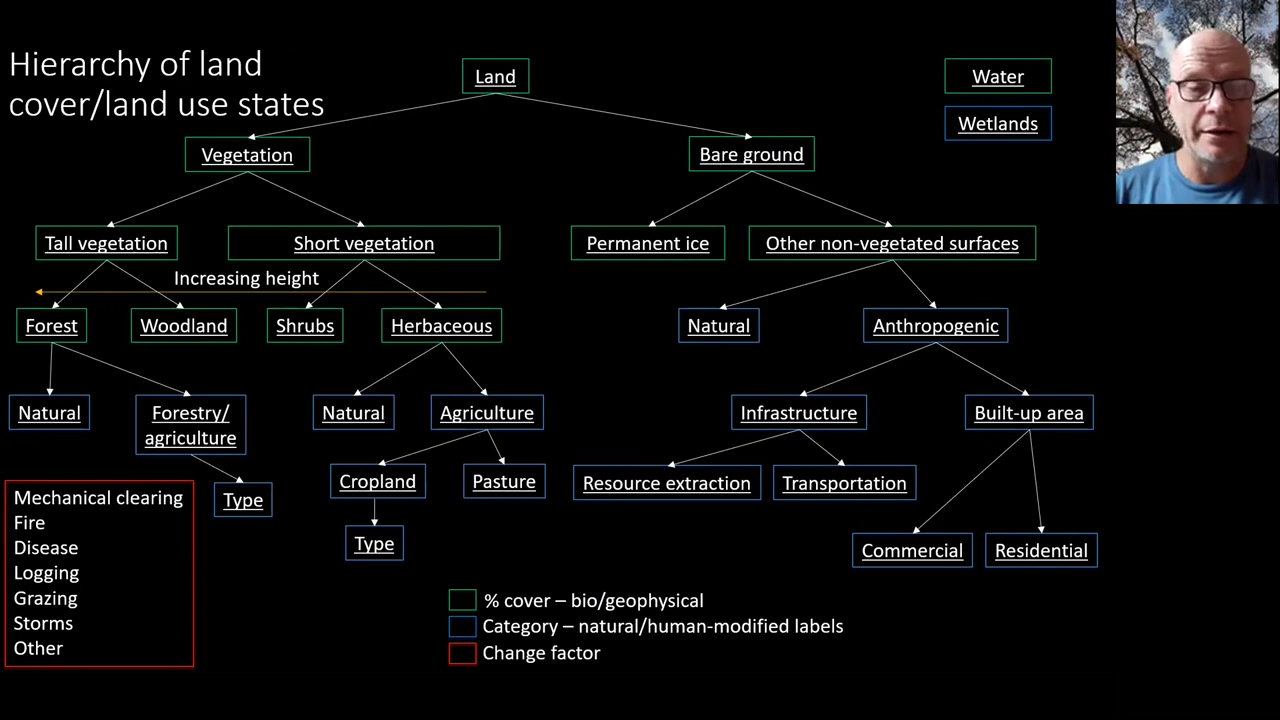 Hierarchy of land
cover/land use states
Land
Water
Wetlands
Vegetation
Bare ground
Tall vegetation
Short vegetation
Permanent ice
Other non-vegetated surfaces
Increasing height
Forest
Woodland
Shrubs
Herbaceous
Natural
Anthropogenic
Natural
Forestry/
agriculture
Natural
Agriculture
Infrastructure
Built-up area
Type
Cropland
Pasture
Resource extraction
Transportation
Type
Commercial
Residential
Mechanical clearing
Fire
Disease
Logging
Grazing
Storms
Other
% cover – bio/geophysical
Category – natural/human-modified labels
Change factor